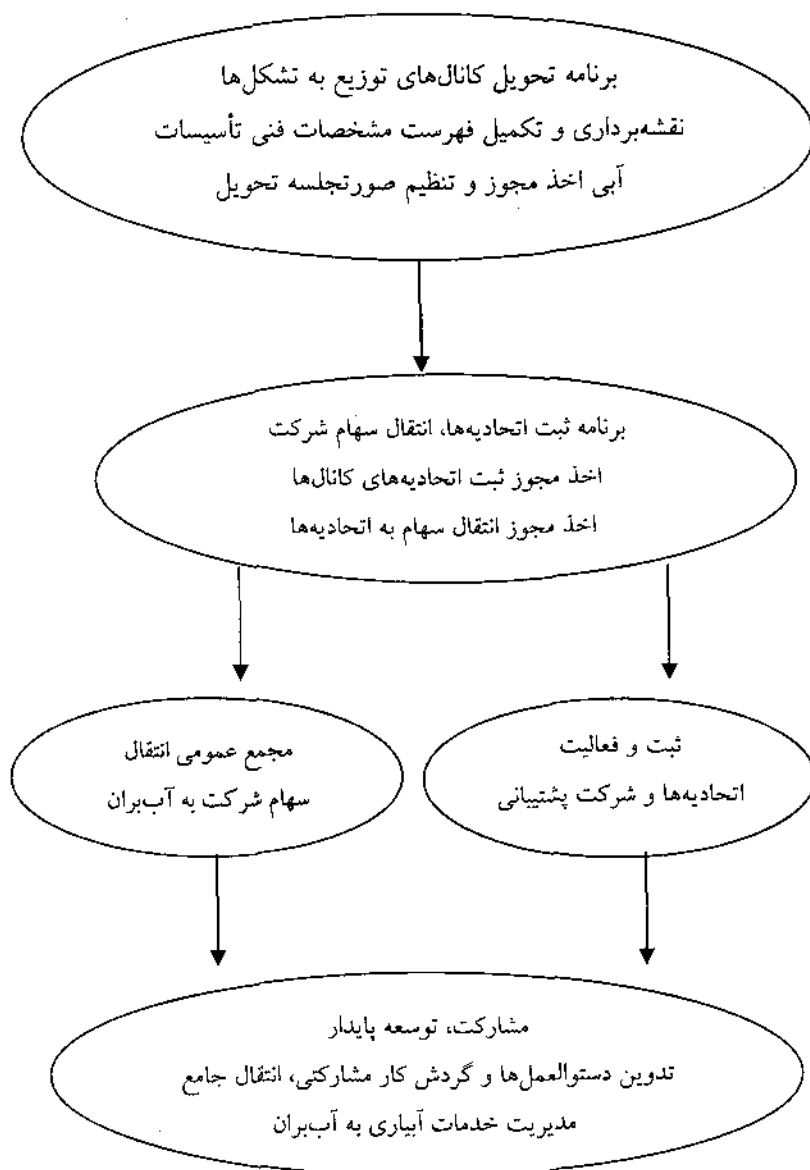 برنامه تحویل کانال‌های توزیع به تشکل‌ها
نقشه‌برداری و تکمیل فهرست مشخصات فنی تأسیسات
آبی اخذ مجوز و تنظیم صورتجلسه تحویل
برنامه ثبت اتحادیه‌ها، انتقال سهام شرکت
اخذ مجوز ثبت اتحادیه‌های کانال‌ها
اخذ مجوز انتقال سهام به اتحادیه‌ها
ثبت و فعالیت
اتحادیه‌ها و شرکت پشتیبانی
مجمع عمومی انتقال
سهام شرکت به آب‌بران
مشارکت، توسعه پایدار
تدوین دستوالعمل‌ها و گردش کار مشارکتی، انتقال جامع
مدیریت خدمات آبیاری به آب‌بران